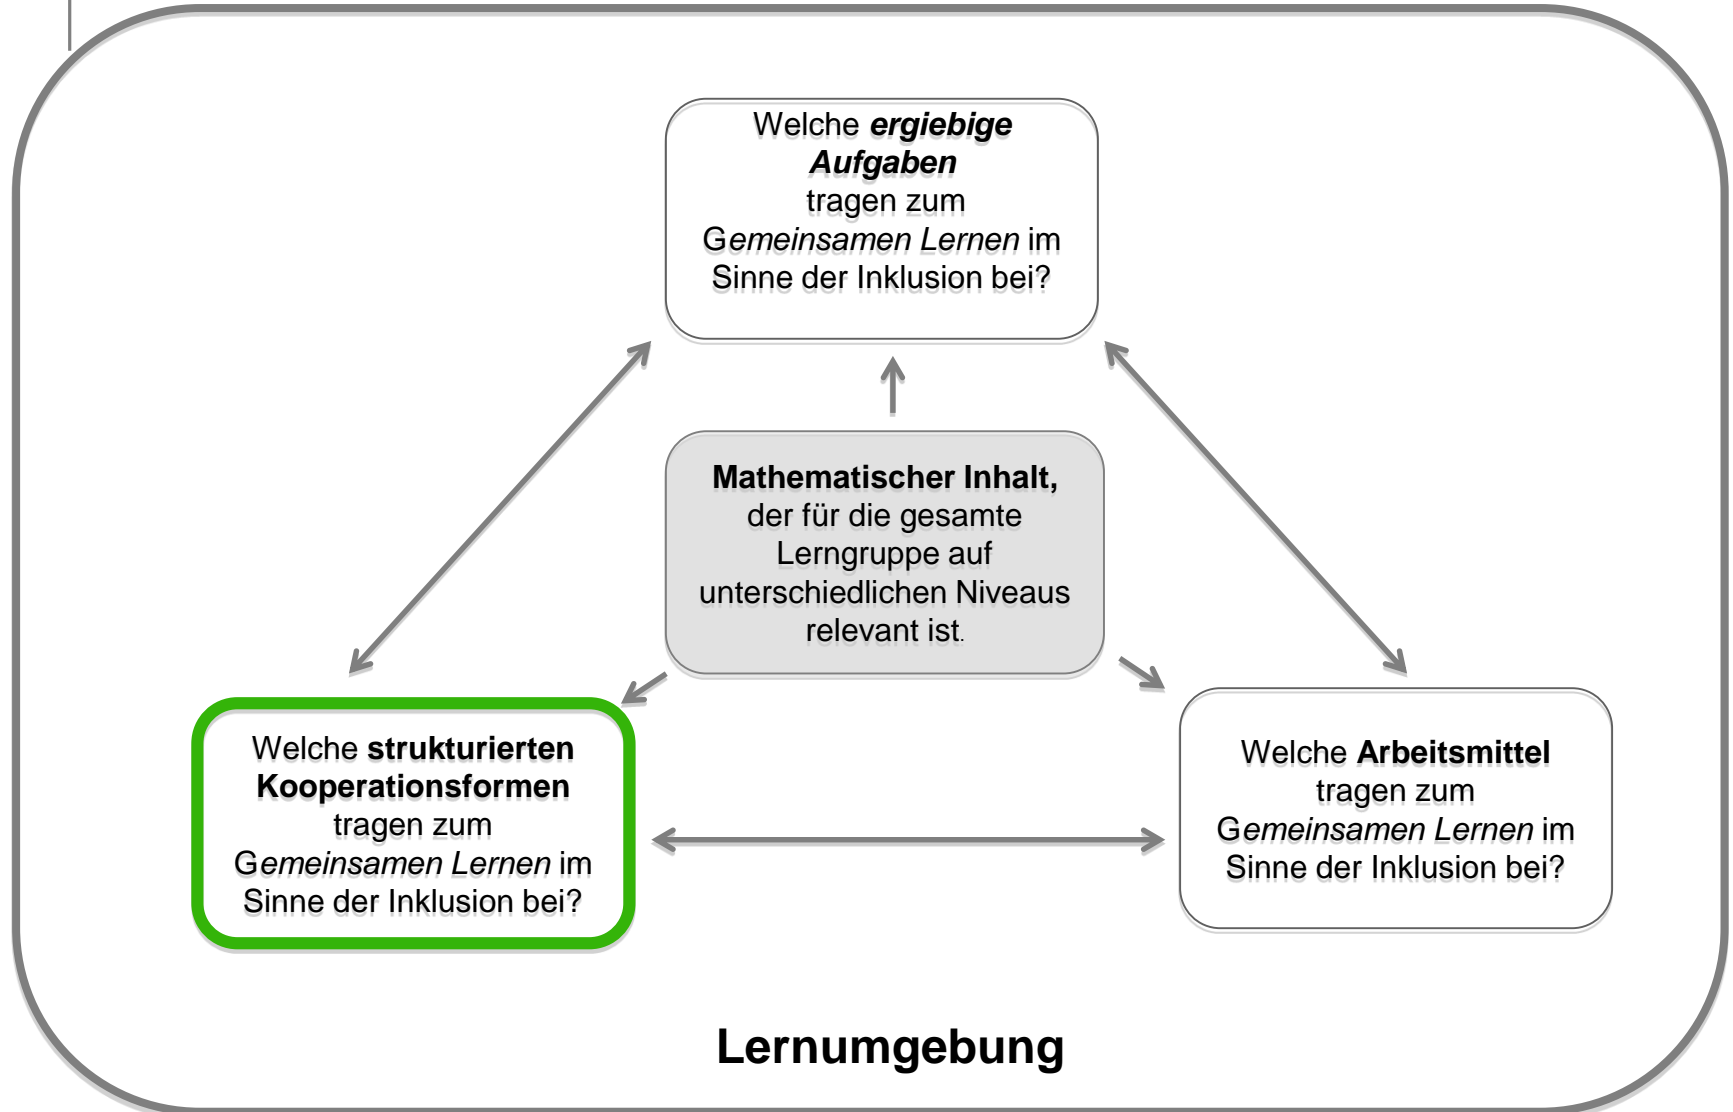 Welche ergiebige
Aufgaben
tragen zum
Gemeinsamen Lernen im
Sinne der Inklusion bei?
Mathematischer Inhalt,
der für die gesamte
Lerngruppe auf
unterschiedlichen Niveaus
relevant ist.
Welche strukturierten
Kooperationsformen
tragen zum
Gemeinsamen Lernen im
Sinne der Inklusion bei?
Welche Arbeitsmittel
tragen zum
Gemeinsamen Lernen im
Sinne der Inklusion bei?
Lernumgebung